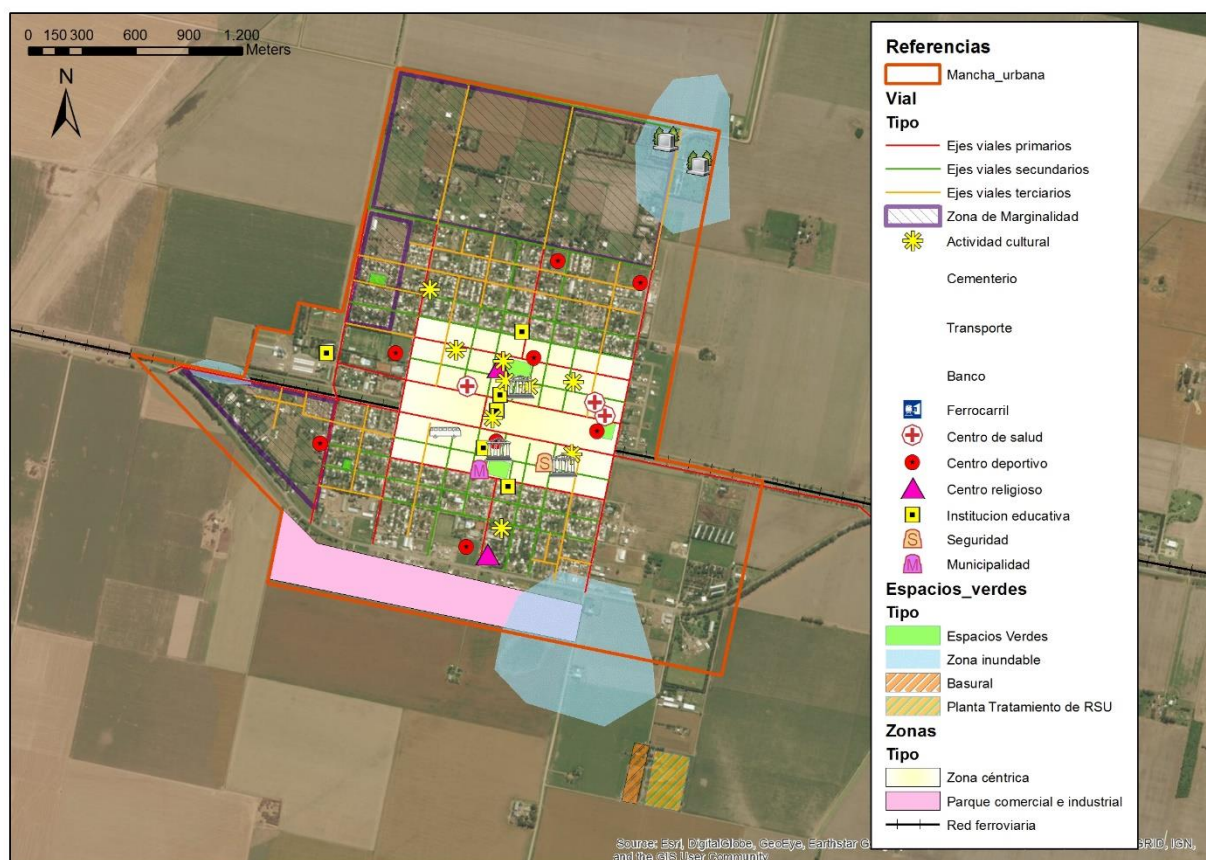 0 150 300 600 900 1.200
Meters
N
Referencias
Mancha_urbana
Vial
Tipo
Ejes viales primarios
Ejes viales secundarios
Ejes viales terciarios
Zona de Marginalidad
Actividad cultural
Cementerio
Transporte
Banco
Ferrocarril
Centro de salud
Centro deportivo
Centro religioso
Institucion educativa
S Seguridad
M Municipalidad
Espacios_verdes
Tipo
Espacios Verdes
Zona inundable
Basural
Planta Tratamiento de RSU
Zonas
Tipo
Zona céntrica
Parque comercial e industrial
Red ferroviaria
S
M
Source: Esri, DigitalGlobe, GeoEye, Earthstar IGN,
and the GIS User Community